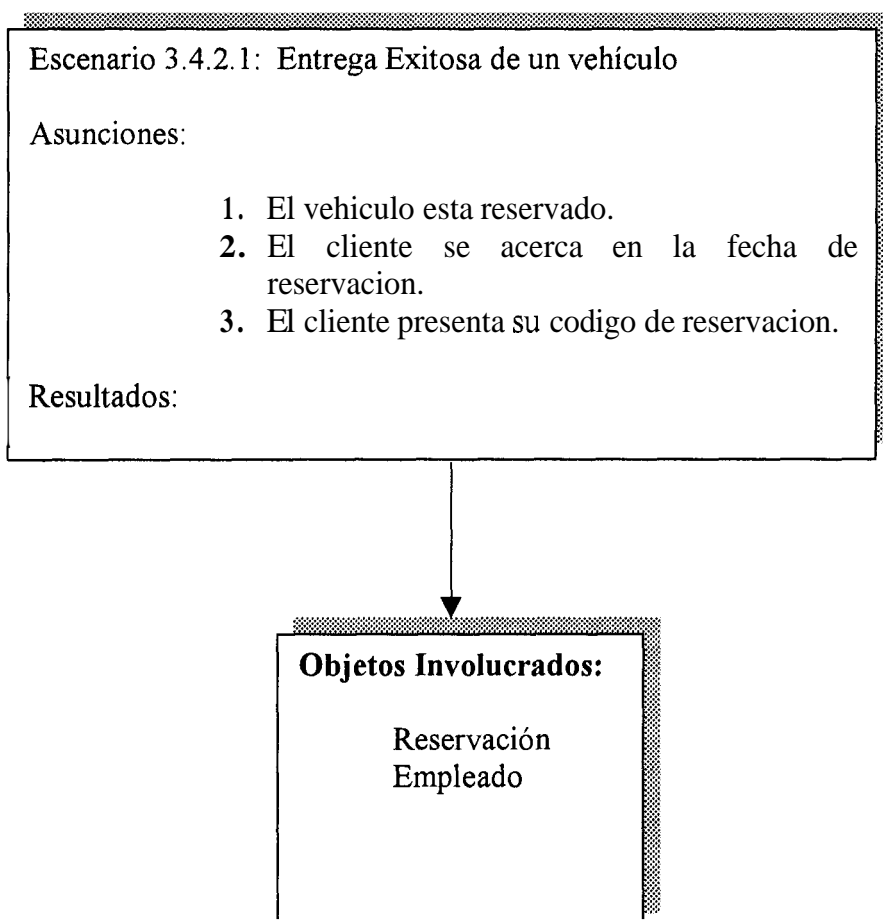 Escenario 3.4.2.1: Entrega Exitosa de un vehículo
Asunciones:
1. El vehiculo esta reservado.
2. El cliente se acerca en la fecha de
reservacion.
3. El cliente presenta su codigo de reservacion.
Resultados:
Objetos Involucrados:
Reservación
Empleado